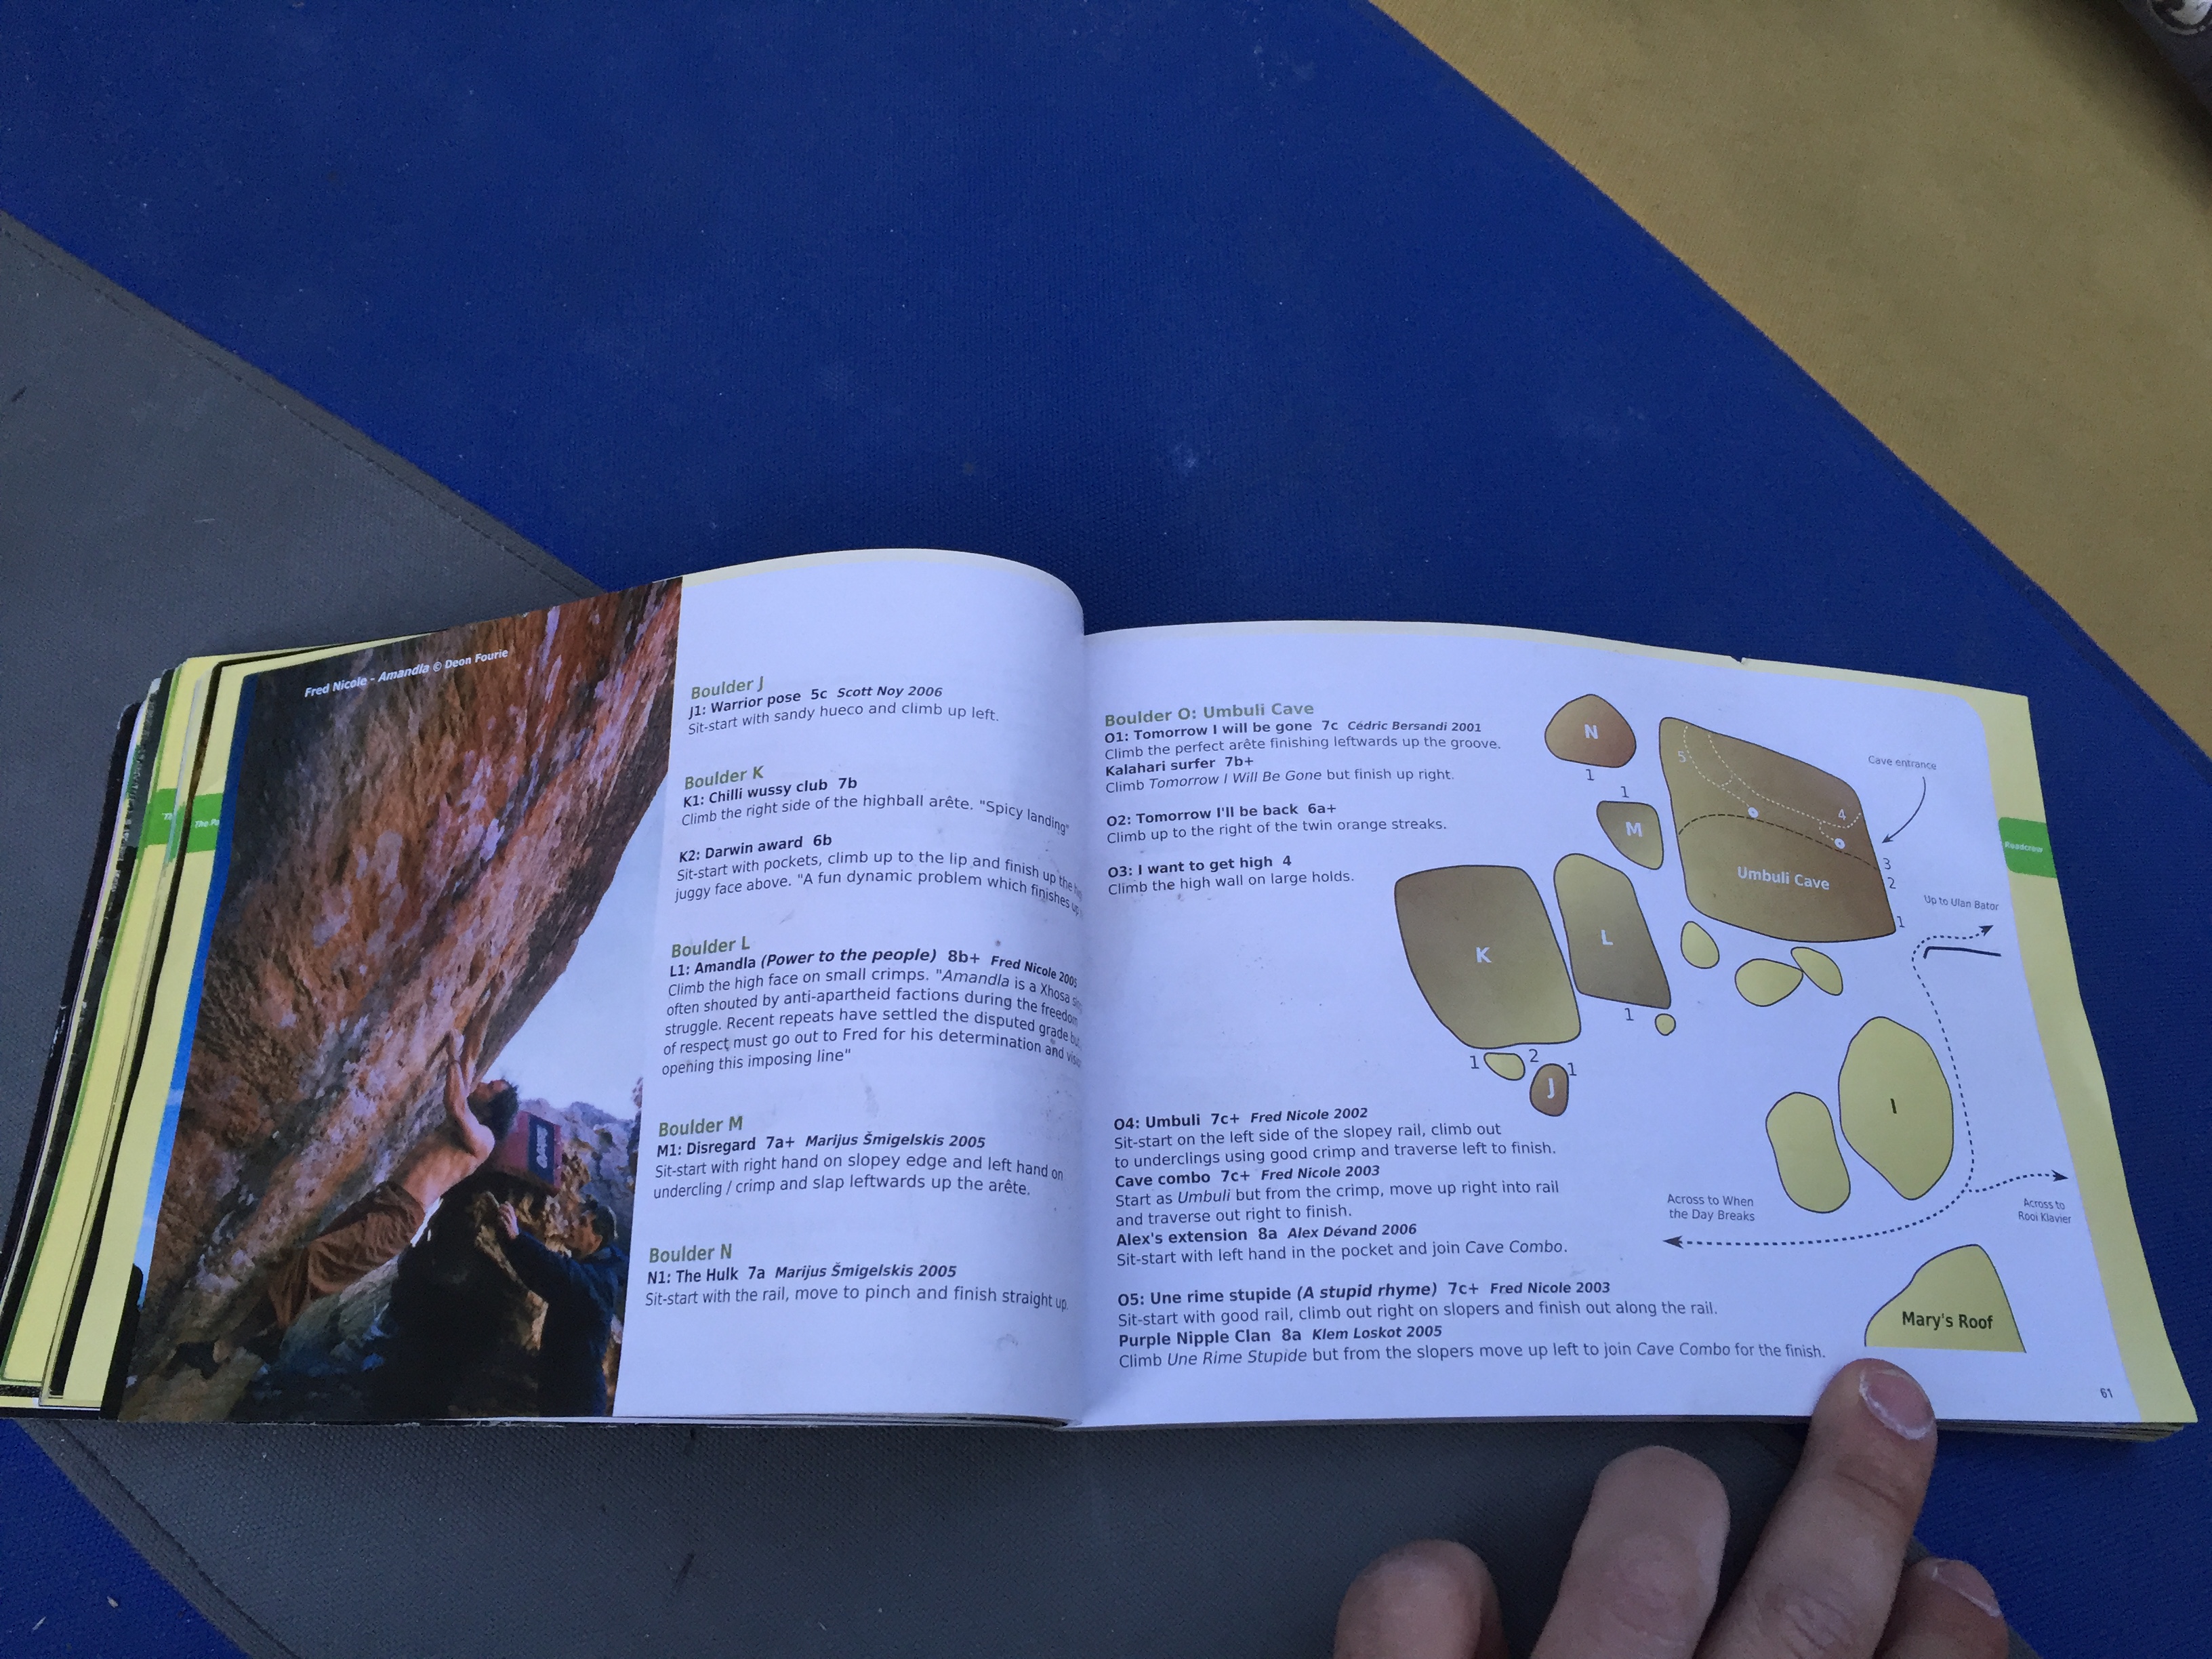 Fred Nicole - Amandla © Deon Fourie
Boulder J
J1: Warrior pose 5c Scott Noy 2006
Sit-start with sandy hueco and climb up left.
Boulder K
K1: Chilli wussy club 7b
Climb the right side of the highball arête. "Spicy landing"
K2: Darwin award 6b
Sit-start with pockets, climb up to the lip and finish up the
juggy face above. "A fun dynamic problem which finishes up
Boulder L
L1: Amandla (Power to the people) 8b+ Fred Nicole 2005
Climb the high face on small crimps. "Amandla is a Xhosa
often shouted by anti-apartheid factions during the freedom
struggle. Recent repeats have settled the disputed grade but
of respect must go out to Fred for his determination and
opening this imposing line"
Boulder M
M1: Disregard 7a+ Marijus Šmigelskis 2005
Sit-start with right hand on slopey edge and left hand on
undercling / crimp and slap leftwards up the arête.
Boulder N
N1: The Hulk 7a Marijus Šmigelskis 2005
Sit-start with the rail, move to pinch and finish straight up.
Boulder O: Umbuli Cave
O1: Tomorrow I will be gone 7c Cédric Bersandi 2001
Climb the perfect arête finishing leftwards up the groove.
Kalahari surfer 7b+
Climb Tomorrow I Will Be Gone but finish up right.
O2: Tomorrow I'll be back 6a+
Climb up to the right of the twin orange streaks.
O3: I want to get high 4
Climb the high wall on large holds.
O4: Umbuli 7c+ Fred Nicole 2002
Sit-start on the left side of the slopey rail, climb out
to underclings using good crimp and traverse left to finish.
Cave combo 7c+ Fred Nicole 2003
Start as Umbuli but from the crimp, move up right into rail
and traverse out right to finish.
Alex's extension 8a Alex Dévand 2006
Sit-start with left hand in the pocket and join Cave Combo.
O5: Une rime stupide (A stupid rhyme) 7c+ Fred Nicole 2003
Sit-start with good rail, climb out right on slopers and finish out along the rail.
Purple Nipple Clan 8a Klem Loskot 2005
Climb Une Rime Stupide but from the slopers move up left to join Cave Combo for the finish.
N
1
1
M
5
4
Cave entrance
3
2
1
Umbuli Cave
Up to Ulan Bator
K
L
1
1
2
J
1
I
Across to When
the Day Breaks
Across to
Rooi Klavier
Mary's Roof
Roadcrew
61